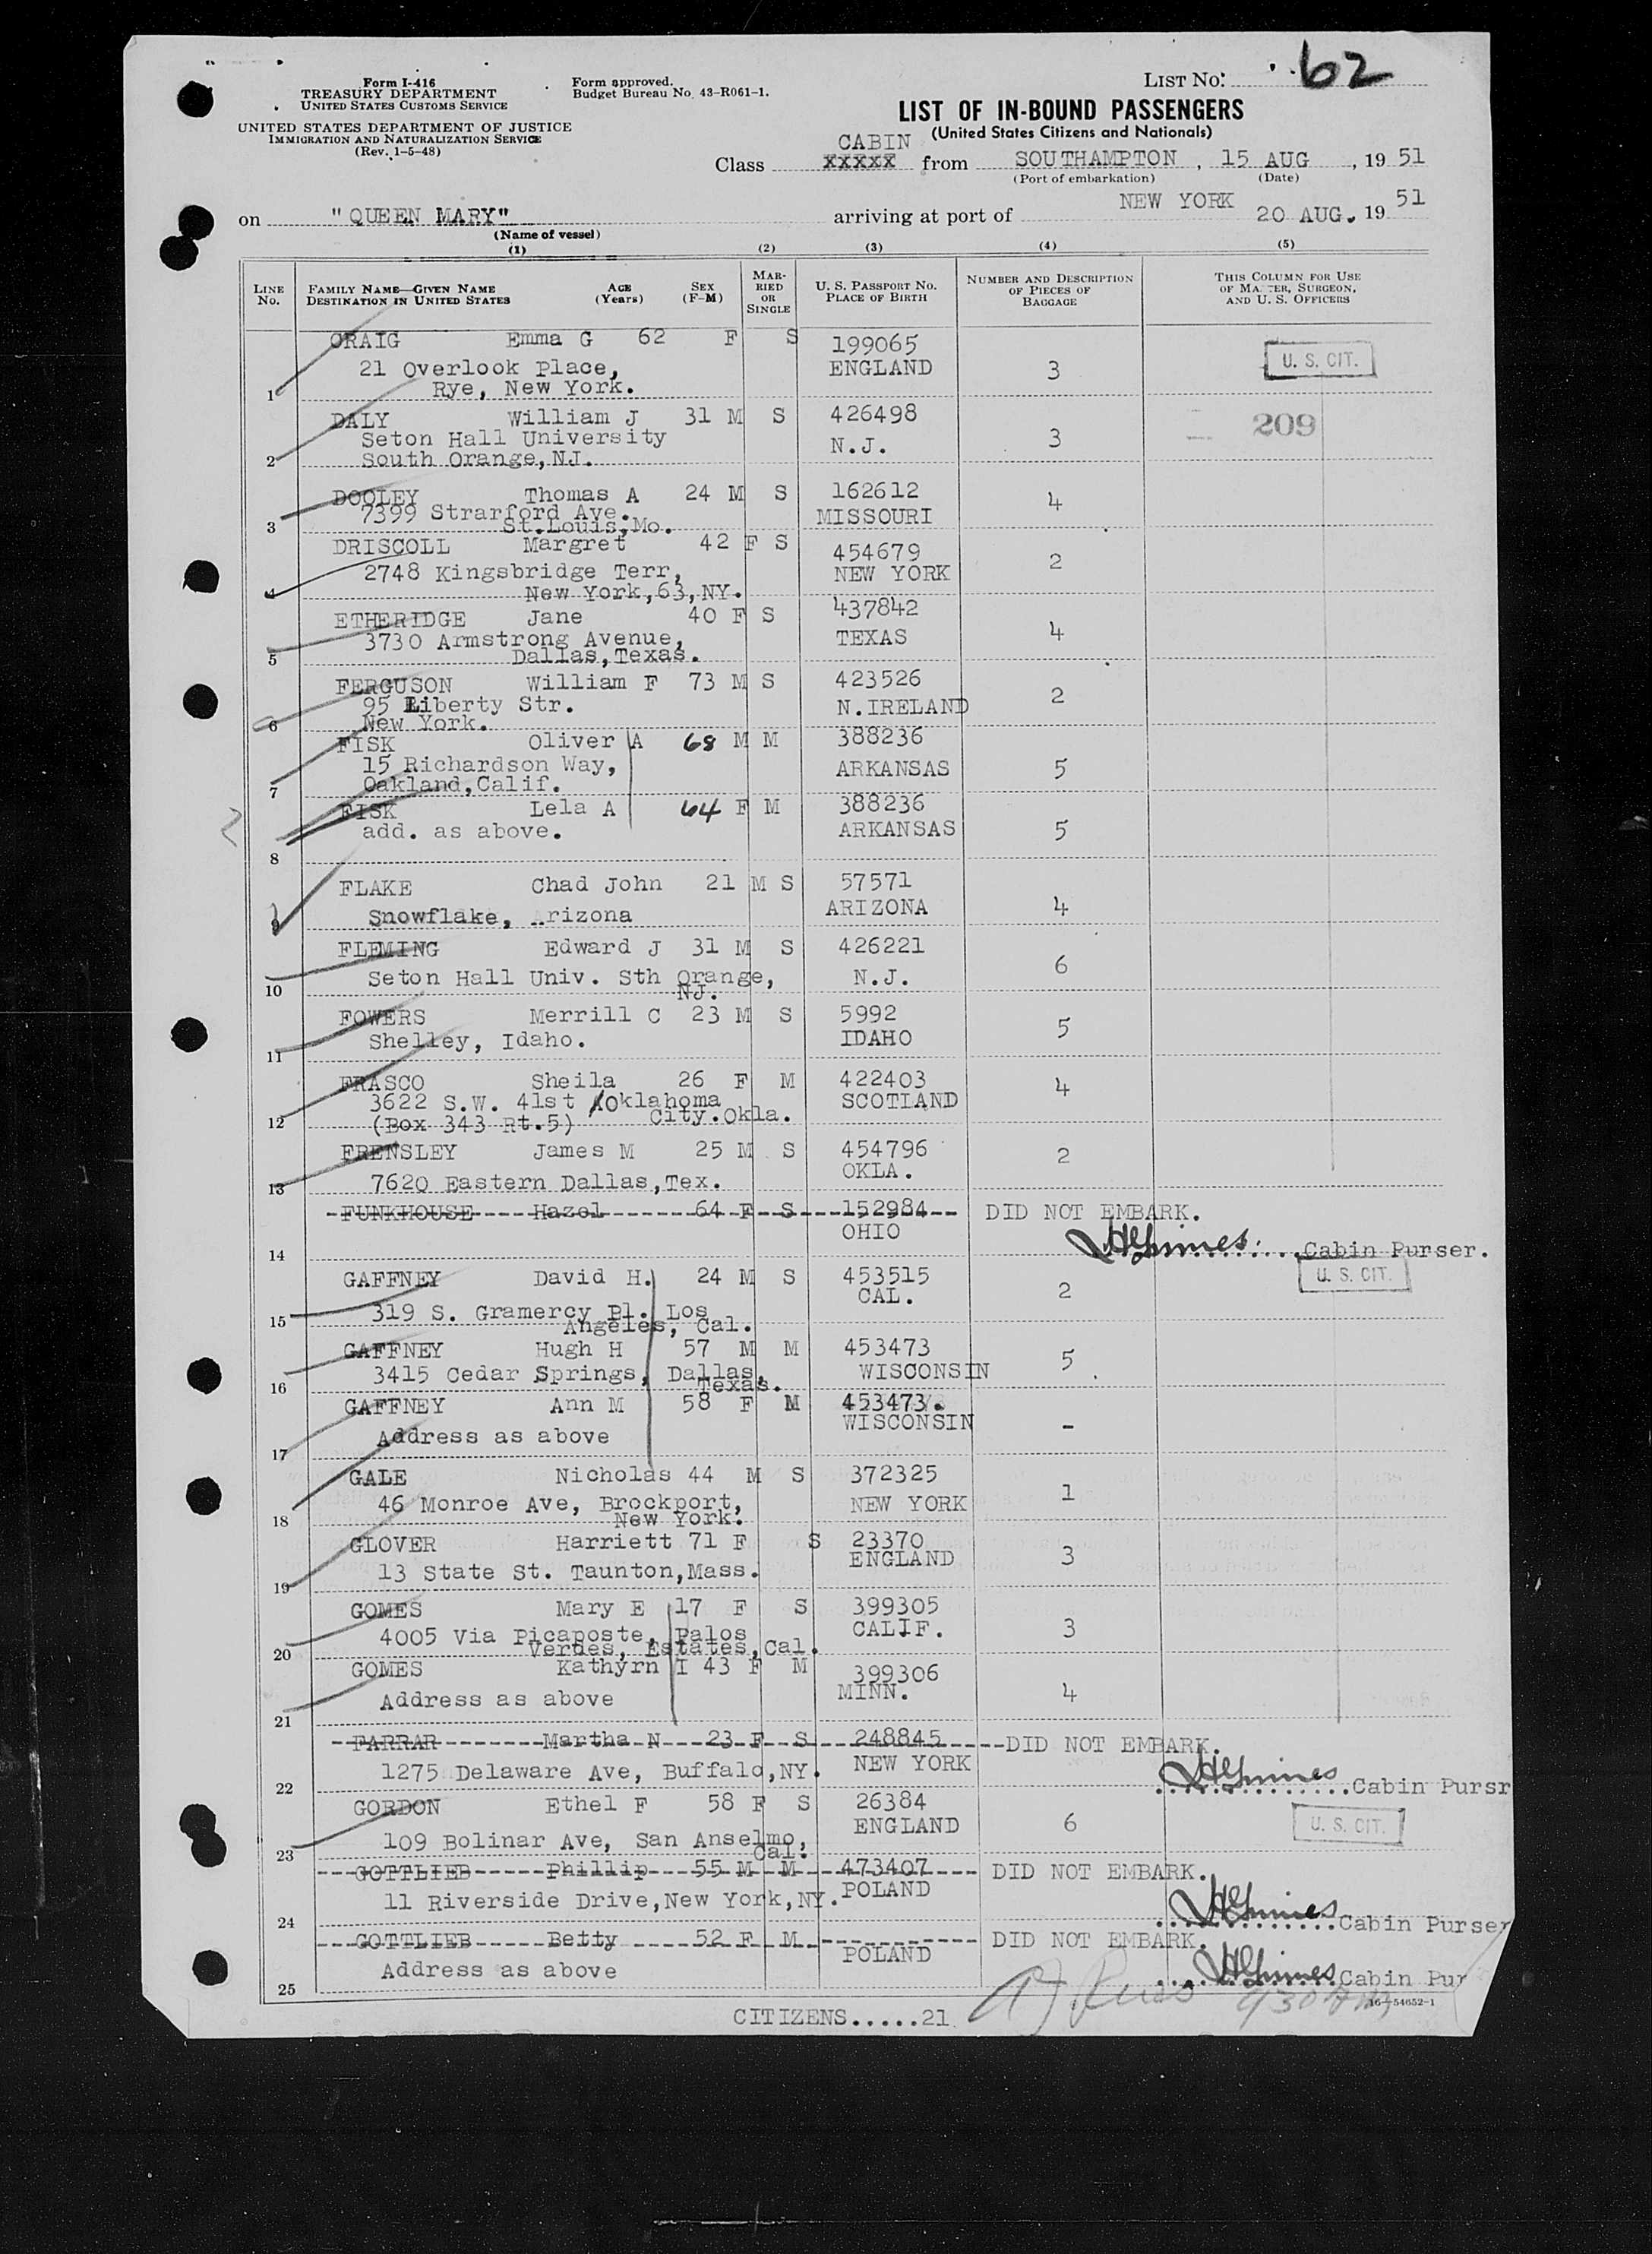 Form I-416
TREASURY DEPARTMENT
UNITED STATES CUSTOMS SERVICE
UNITED STATES DEPARTMENT OF JUSTICE
IMMIGRATION AND NATURALIZATION SERVICE
(Rev. 1-5-48)
Form approved.
Budget Bureau No. 43-R061-1.
LIST NO. 62
LIST OF IN-BOUND PASSENGERS
(United States Citizens and Nationals)
CABIN
Class XXXXX from SOUTHAMPTON, 15 AUG, 19 51
(Port of embarkation) (Date)
on "QUEEN MARY" arriving at port of NEW YORK 20 AUG. 19 51
(Name of vessel)
(1) (2) (3) (4) (5)
LINE NO. FAMILY NAME—GIVEN NAME DESTINATION IN UNITED STATES AGE (Years) SEX (F-M) MARRIED OR SINGLE U. S. PASSPORT NO. PLACE OF BIRTH NUMBER AND DESCRIPTION OF PIECES OF BAGGAGE THIS COLUMN FOR USE OF MASTER, SURGEON, AND U. S. OFFICERS
CRAIG Emma G 62 F S 199065
21 Overlook Place, ENGLAND 3 U. S. CIT.
1 Rye, New York.
DALY William J 31 M S 426498
Seton Hall University N.J. 3 209
2 South Orange,NJ.
DOOLEY Thomas A 24 M S 162612 4
7399 Strarford Ave. MISSOURI
3 St.Louis,Mo.
DRISCOLL Margret 42 F S 454679 2
2748 Kingsbridge Terr, NEW YORK
4 New York,63,NY.
ETHERIDGE Jane 40 F S 437842
3730 Armstrong Avenue, TEXAS 4
5 Dallas,Texas.
FERGUSON William F 73 M S 423526
95 Liberty Str. N.IRELAND 2
6 New York.
FISK Oliver A 68 M M 388236
15 Richardson Way, ARKANSAS 5
7 Oakland,Calif.
2 FISK Lela A 64 F M 388236
add. as above. ARKANSAS 5
8
FLAKE Chad John 21 M S 57571
9 Snowflake, .rizona ARIZONA 4
FLEMING Edward J 31 M S 426221
Seton Hall Univ. Sth Orange, N.J. 6
10 NJ.
FOWERS Merrill C 23 M S 5992
Shelley, Idaho. IDAHO 5
11
FRASCO Sheila 26 F M 422403 4
3622 S.W. 41st /Oklahoma SCOTLAND
12 (Box 343 Rt.5) City.Okla.
FRENSLEY James M 25 M S 454796 2
13 7620 Eastern Dallas,Tex. OKLA.
FUNKHOUSE Hazel 64 F S 152984 DID NOT EMBARK.
OHIO
14 Cabin Purser.
GAFFNEY David H. 24 M S 453515 U. S. CIT.
319 S. Gramercy Pl. Los CAL. 2
15 Angeles, Cal.
GAFFNEY Hugh H 57 M M 453473
3415 Cedar Springs, Dallas, WISCONSIN 5
16 Texas.
GAFFNEY Ann M 58 F M 453473.
Address as above WISCONSIN -
17
GALE Nicholas 44 M S 372325
46 Monroe Ave, Brockport, NEW YORK 1
18 New York.
GLOVER Harriett 71 F S 23370
13 State St. Taunton,Mass. ENGLAND 3
19
GOMES Mary E 17 F S 399305
4005 Via Picaposte, Palos CALIF. 3
20 Verdes, Estates,Cal.
GOMES Kathyrn I 43 F M 399306
Address as above MINN. 4
21
FARRAR Martha N 23 F S 248845 DID NOT EMBARK.
1275 Delaware Ave, Buffalo,NY. NEW YORK
22 Cabin Pursr
GORDON Ethel F 58 F S 26384
109 Bolinar Ave, San Anselmo, ENGLAND 6 U. S. CIT.
23 Cal.
GOTTLIEB Phillip 55 M M 473407 DID NOT EMBARK.
11 Riverside Drive,New York,NY. POLAND
24 Cabin Purser
GOTTLIEB Betty 52 F M DID NOT EMBARK.
Address as above POLAND
25 Cabin Pur
16-54652-1
CITIZENS.....21 930 AM